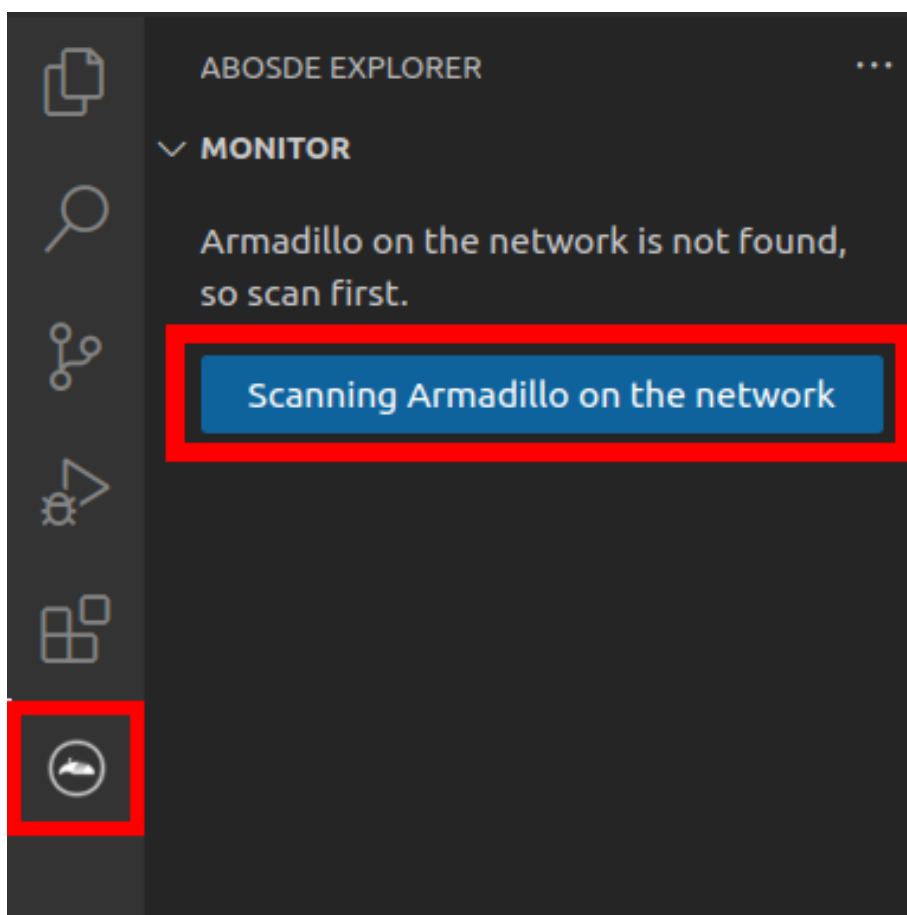 ABOSDE EXPLORER
MONITOR
Armadillo on the network is not found,
so scan first.
Scanning Armadillo on the network